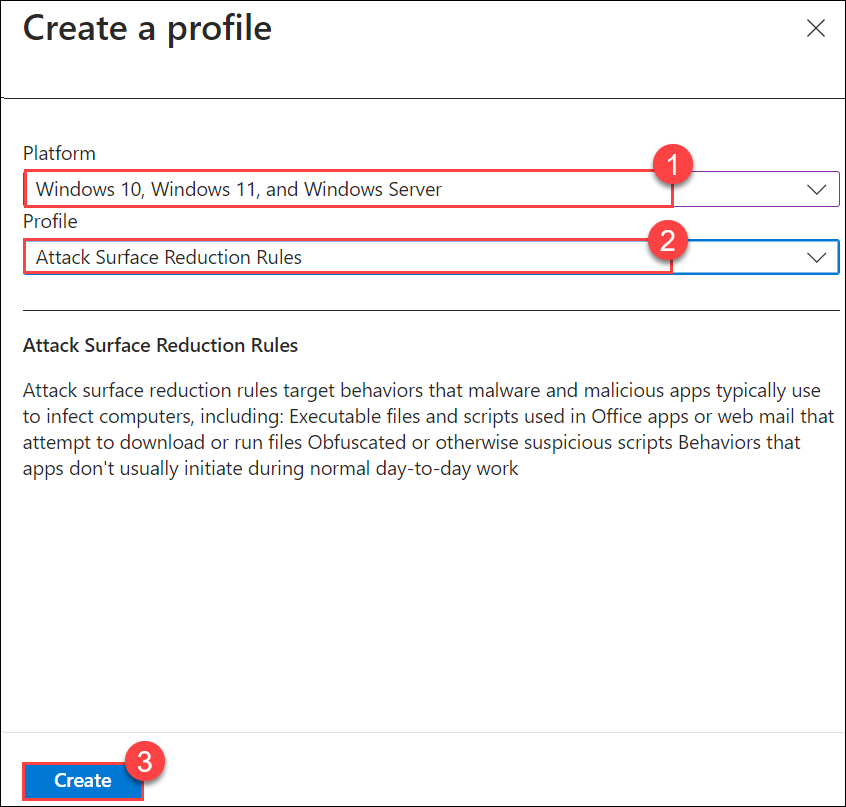 Create a profile
Platform
1
Windows 10, Windows 11, and Windows Server
Profile
2
Attack Surface Reduction Rules
Attack Surface Reduction Rules
Attack surface reduction rules target behaviors that malware and malicious apps typically use
to infect computers, including: Executable files and scripts used in Office apps or web mail that
attempt to download or run files Obfuscated or otherwise suspicious scripts Behaviors that
apps don't usually initiate during normal day-to-day work
3
Create